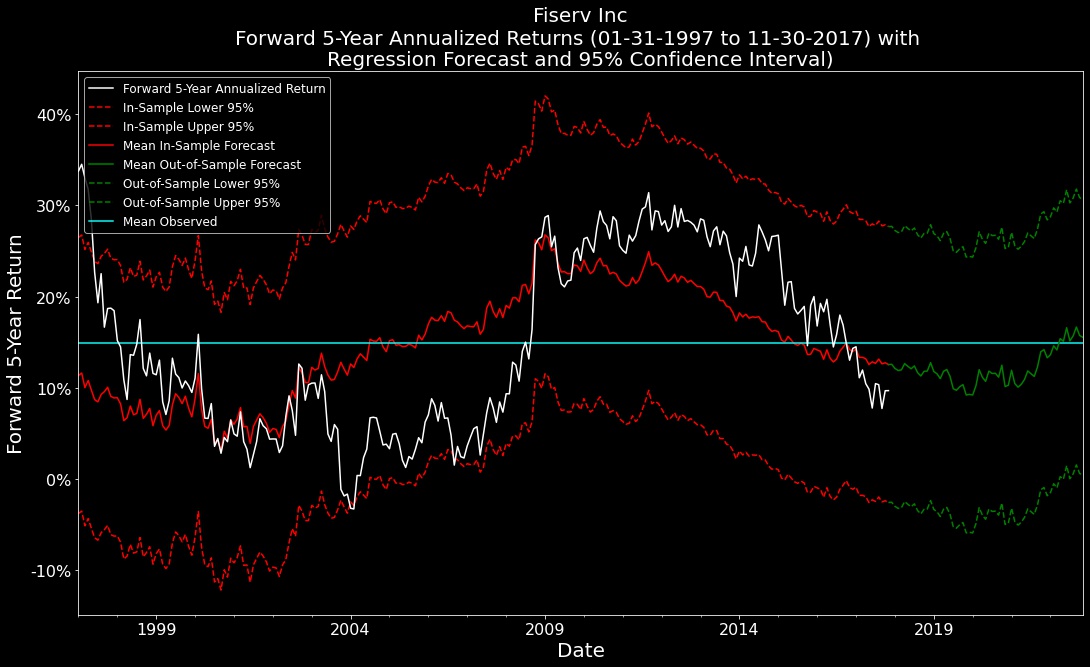 Fiserv Inc
Forward 5-Year Annualized Returns (01-31-1997 to 11-30-2017) with
Regression Forecast and 95% Confidence Interval)
Forward 5-Year Annualized Return
In-Sample Lower 95%
In-Sample Upper 95%
Mean In-Sample Forecast
Mean Out-of-Sample Forecast
Out-of-Sample Lower 95%
Out-of-Sample Upper 95%
Mean Observed
Forward 5-Year Return
40%
30%
20%
10%
0%
-10%
1999
2004
2009
2014
2019
Date